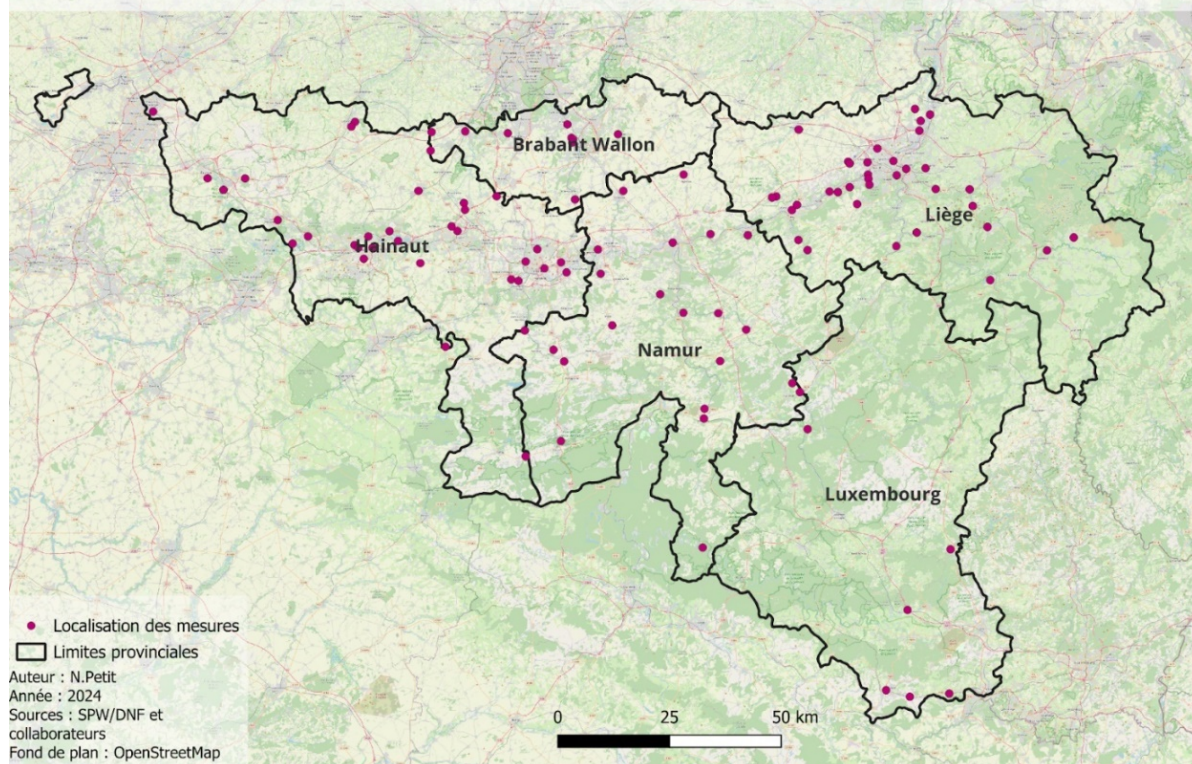 Brabant Wallon
Liège
Hainaut
Namur
Luxembourg
Localisation des mesures
Limites provinciales
Auteur : N.Petit
Année : 2024
Sources : SPW/DNF et
collaborateurs
Fond de plan : OpenStreetMap
0 25 50 km